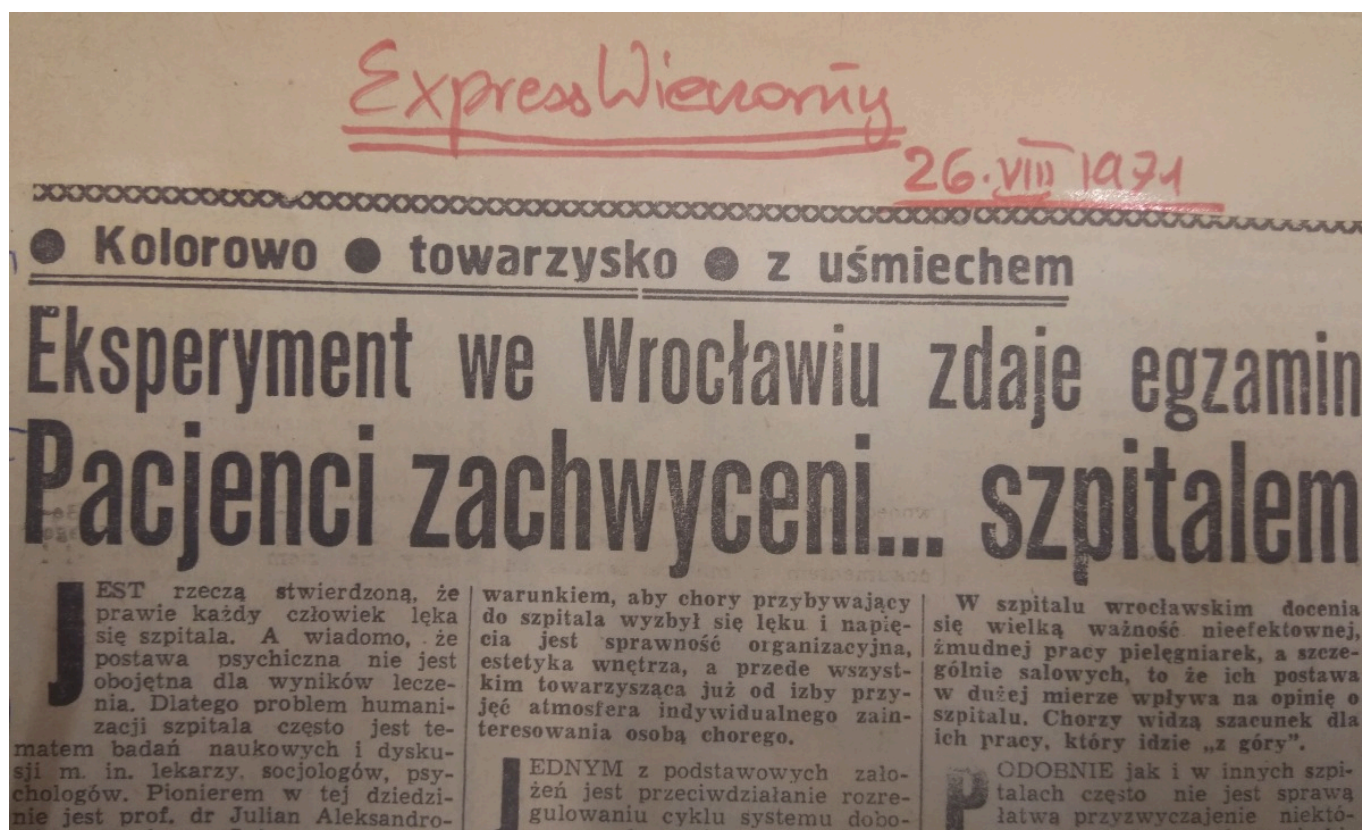 Express Wieczorny
26. VIII 1971
● Kolorowo ● towarzysko ● z uśmiechem
Eksperyment we Wrocławiu zdaje egzamin
Pacjenci zachwyceni... szpitalem
JEST rzeczą stwierdzoną, że
prawie każdy człowiek lęka
się szpitala. A wiadomo, że
postawa psychiczna nie jest
obojętna dla wyników lecze-
nia. Dlatego problem humani-
zacji szpitala często jest te-
matem badań naukowych i dysku-
sji m. in. lekarzy, socjologów, psy-
chologów. Pionierem w tej dziedzi-
nie jest prof. dr Julian Aleksandro-
warunkiem, aby chory przybywający
do szpitala wyzbył się lęku i napię-
cia jest sprawność organizacyjna,
estetyka wnętrza, a przede wszyst-
kim towarzysząca już od izby przy-
jęć atmosfera indywidualnego zain-
teresowania osobą chorego.
JEDNYM z podstawowych zało-
żeń jest przeciwdziałanie rozre-
gulowaniu cyklu systemu dobo-
W szpitalu wrocławskim docenia
się wielką ważność nieefektownej,
żmudnej pracy pielęgniarek, a szcze-
gólnie salowych, to że ich postawa
w dużej mierze wpływa na opinię o
szpitalu. Chorzy widzą szacunek dla
ich pracy, który idzie „z góry”.
PODOBNIE jak i w innych szpi-
talach często nie jest sprawą
łatwą przyzwyczajenie niektó-